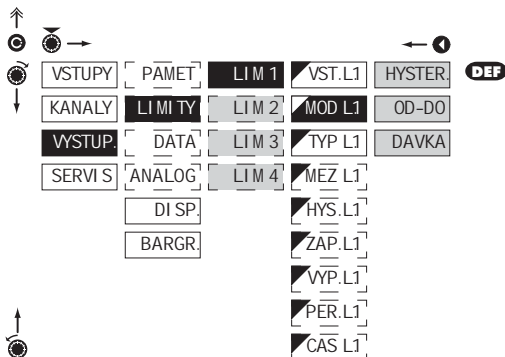 VSTUPY PAMET LIM 1 VST.L1 HYSTER. DEF
KANALY LIMITY LIM 2 MOD L1 OD-DO
VYSTUP. DATA LIM 3 TYP L1 DAVKA
SERVIS ANALOG LIM 4 MEZ L1
DISP. HYS.L1
BARGR. ZAP.L1
VYP.L1
PER.L1
CAS L1